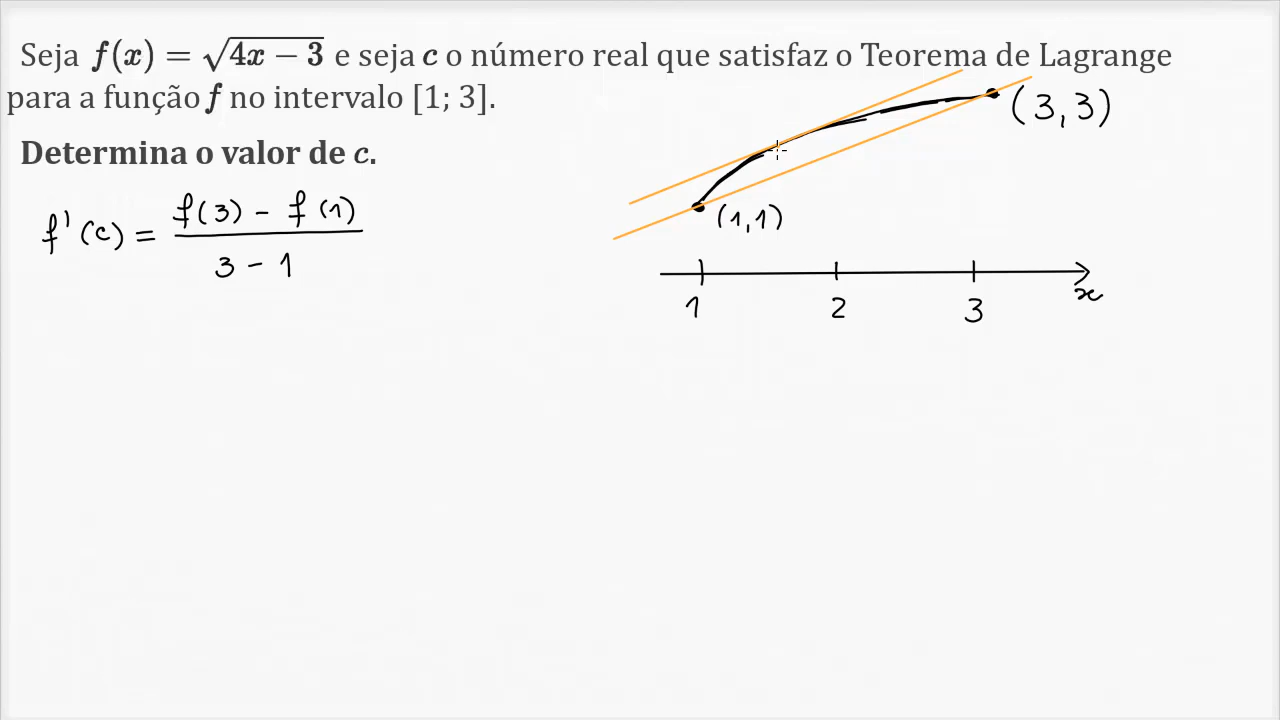 Seja f(x) = √4x − 3 e seja c o número real que satisfaz o Teorema de Lagrange
para a função f no intervalo [1; 3].
Determina o valor de c.
f'(c) = f(3) - f(1)
3 - 1
(3,3)
(1,1)
1 2 3 x